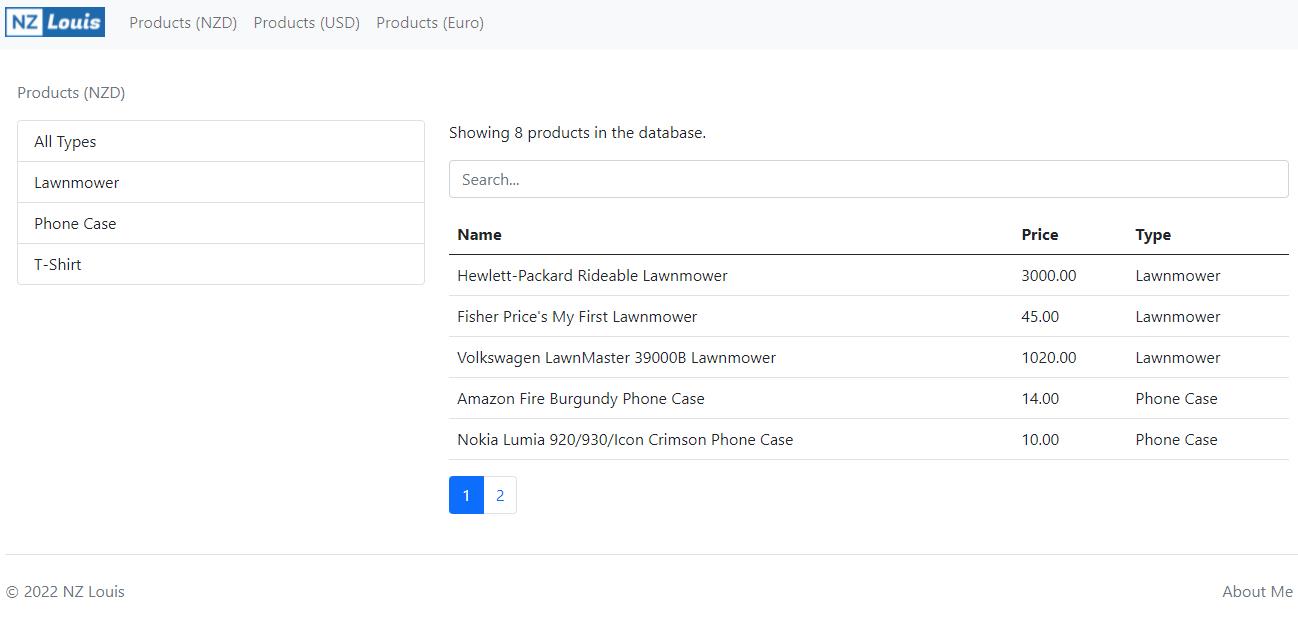 NZ Louis Products (NZD) Products (USD) Products (Euro)
Products (NZD)
All Types
Lawnmower
Phone Case
T-Shirt
Showing 8 products in the database.
Search...
Name Price Type
Hewlett-Packard Rideable Lawnmower 3000.00 Lawnmower
Fisher Price's My First Lawnmower 45.00 Lawnmower
Volkswagen LawnMaster 39000B Lawnmower 1020.00 Lawnmower
Amazon Fire Burgundy Phone Case 14.00 Phone Case
Nokia Lumia 920/930/Icon Crimson Phone Case 10.00 Phone Case
1 2
© 2022 NZ Louis About Me